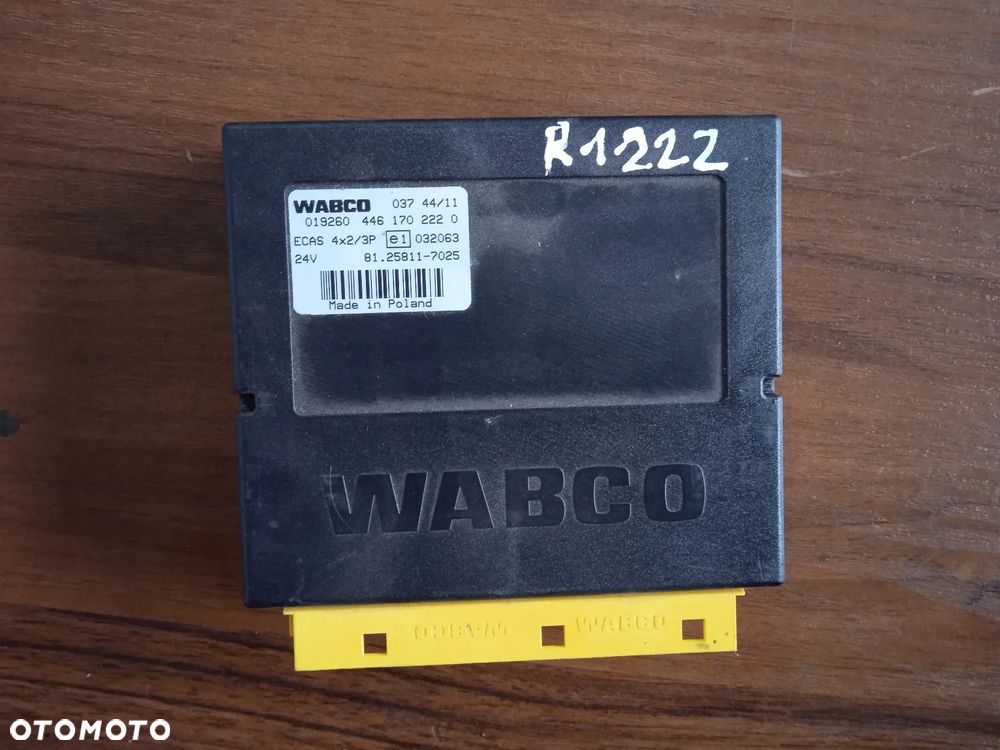 R1222
WABCO 037 44/11
019260 446 170 222 0
ECAS 4x2/3P e1 032063
24V 81.25811-7025
Made in Poland
WABCO
WABCO WABCO
OTOMOTO